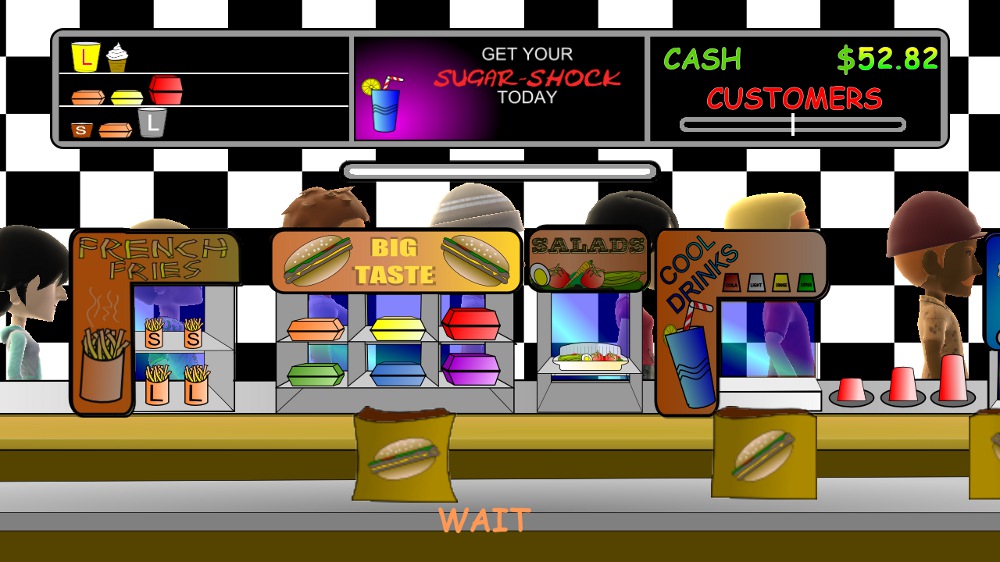 L
GET YOUR
SUGAR-SHOCK
TODAY
CASH $52.82
CUSTOMERS
S L
FRENCH
FRIES
BIG
TASTE
SALADS
COOL
DRINKS
S S
L L
WAIT